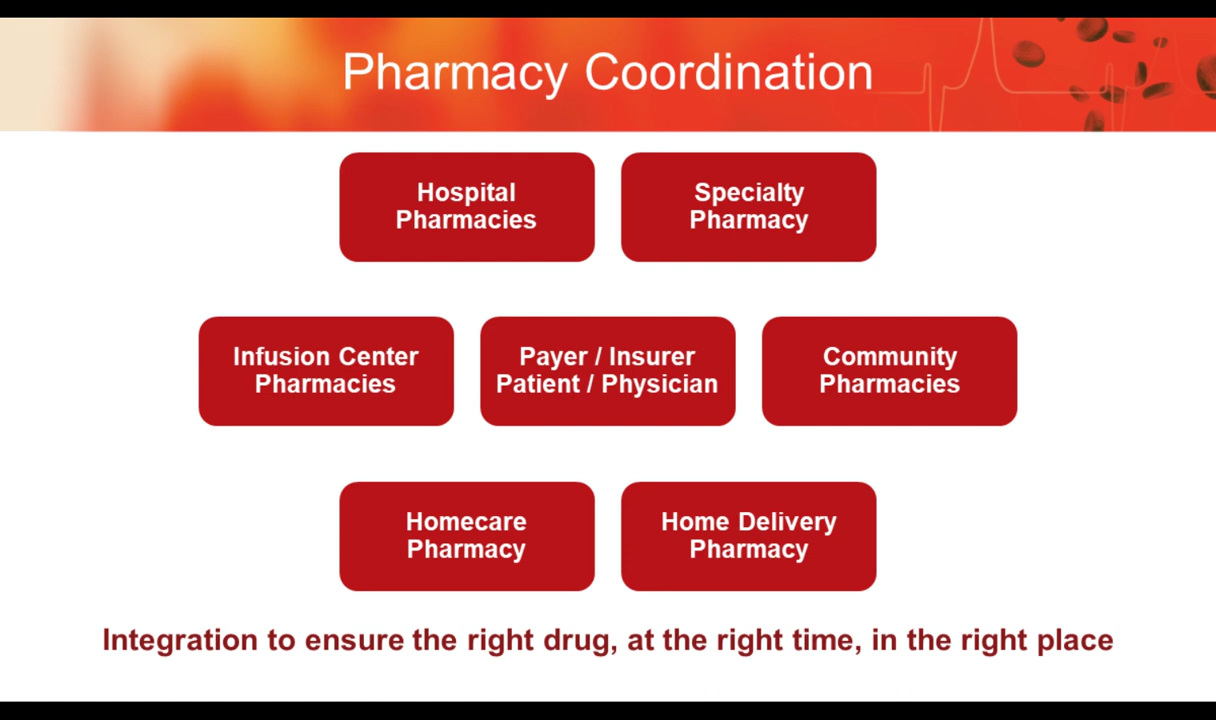 Pharmacy Coordination
Hospital
Pharmacies
Specialty
Pharmacy
Infusion Center
Pharmacies
Payer / Insurer
Patient / Physician
Community
Pharmacies
Homecare
Pharmacy
Home Delivery
Pharmacy
Integration to ensure the right drug, at the right time, in the right place